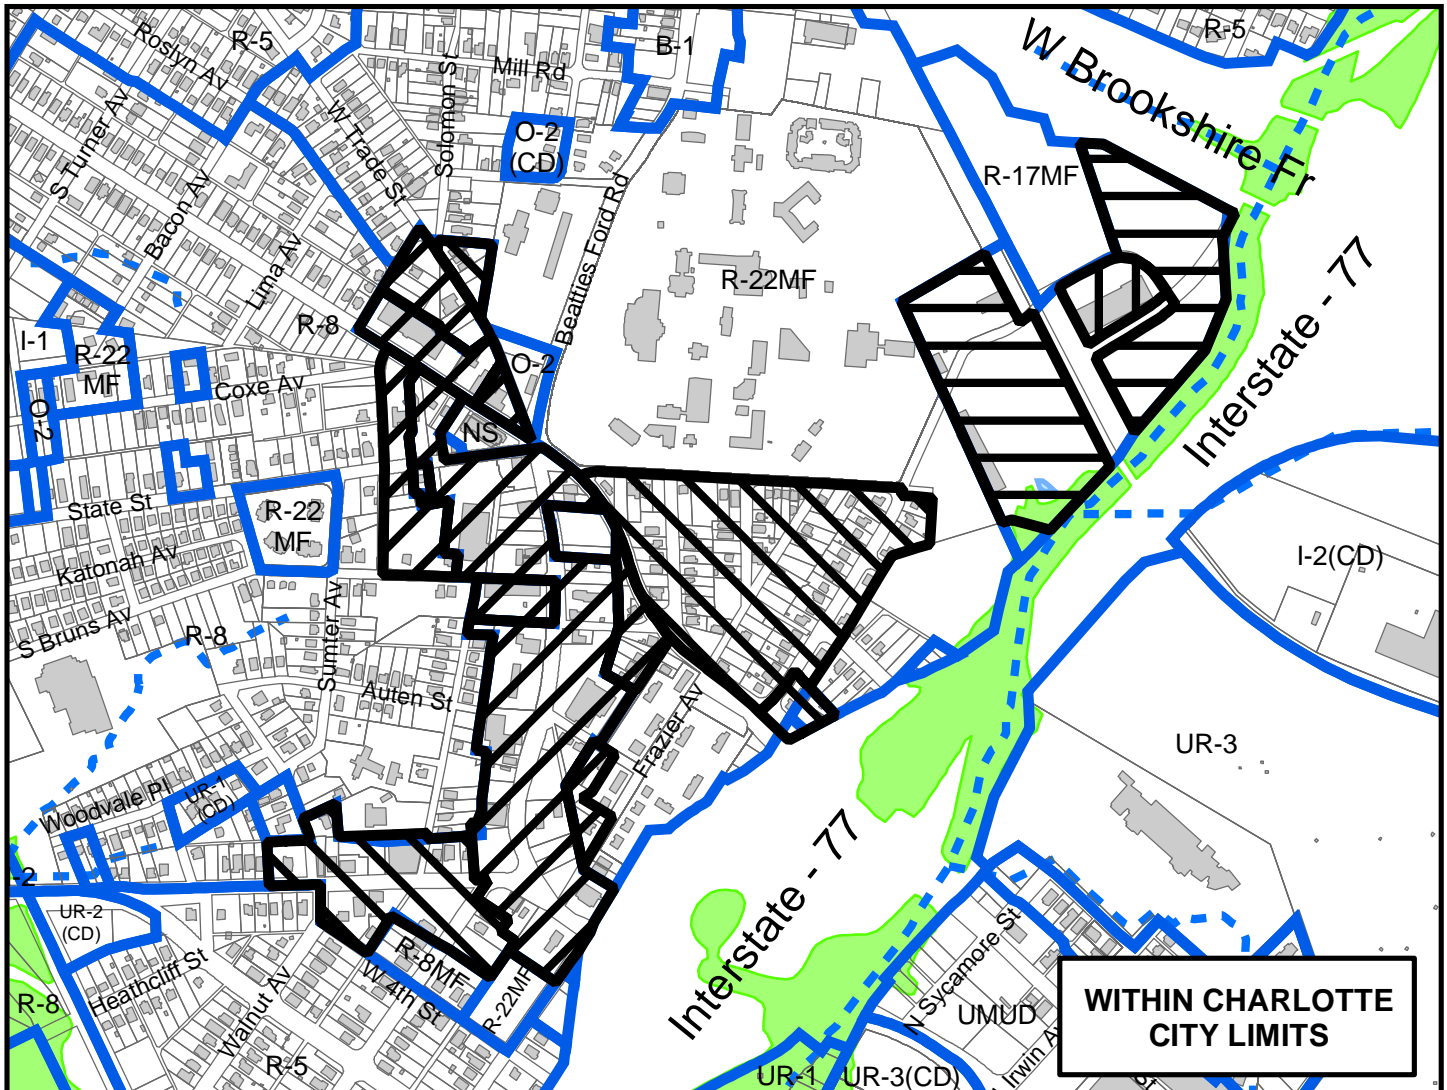 R-5
B-1
R-5
Roslyn Av
Mill Rd
W Brookshire Fr
S Turner Av
W Trade St
Solomon St
O-2
(CD)
R-17MF
Bacon Av
Lima Av
Beatties Ford Rd
R-22MF
Interstate - 77
R-8
I-1
R-22
MF
O-2
Coxe Av
O-2
NS
State St
R-22
MF
Katonah Av
I-2(CD)
S Bruns Av
R-8
Sumter Av
Auten St
Frazier Av
UR-3
Woodvale Pl
UR-1
(CD)
Interstate - 77
-2
UR-2
(CD)
R-8MF
Heathcliff St
W 4th St
R-22MF
R-8
Walnut Av
N Sycamore St
UMUD
WITHIN CHARLOTTE
CITY LIMITS
R-5
UR-1
UR-3(CD)
Irwin Av
St